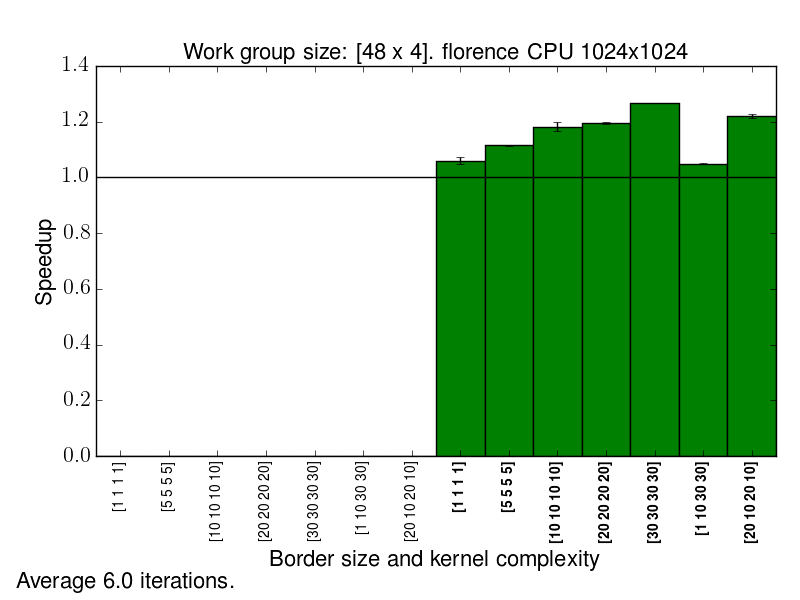 Work group size: [48 x 4]. florence CPU 1024x1024
1.4
1.2
1.0
0.8
0.6
0.4
0.2
0.0
Speedup
[1 1 1 1]
[5 5 5 5]
[10 10 10 10]
[20 20 20 20]
[30 30 30 30]
[1 10 30 30]
[20 10 20 10]
[1 1 1 1]
[5 5 5 5]
[10 10 10 10]
[20 20 20 20]
[30 30 30 30]
[1 10 30 30]
[20 10 20 10]
Border size and kernel complexity
Average 6.0 iterations.